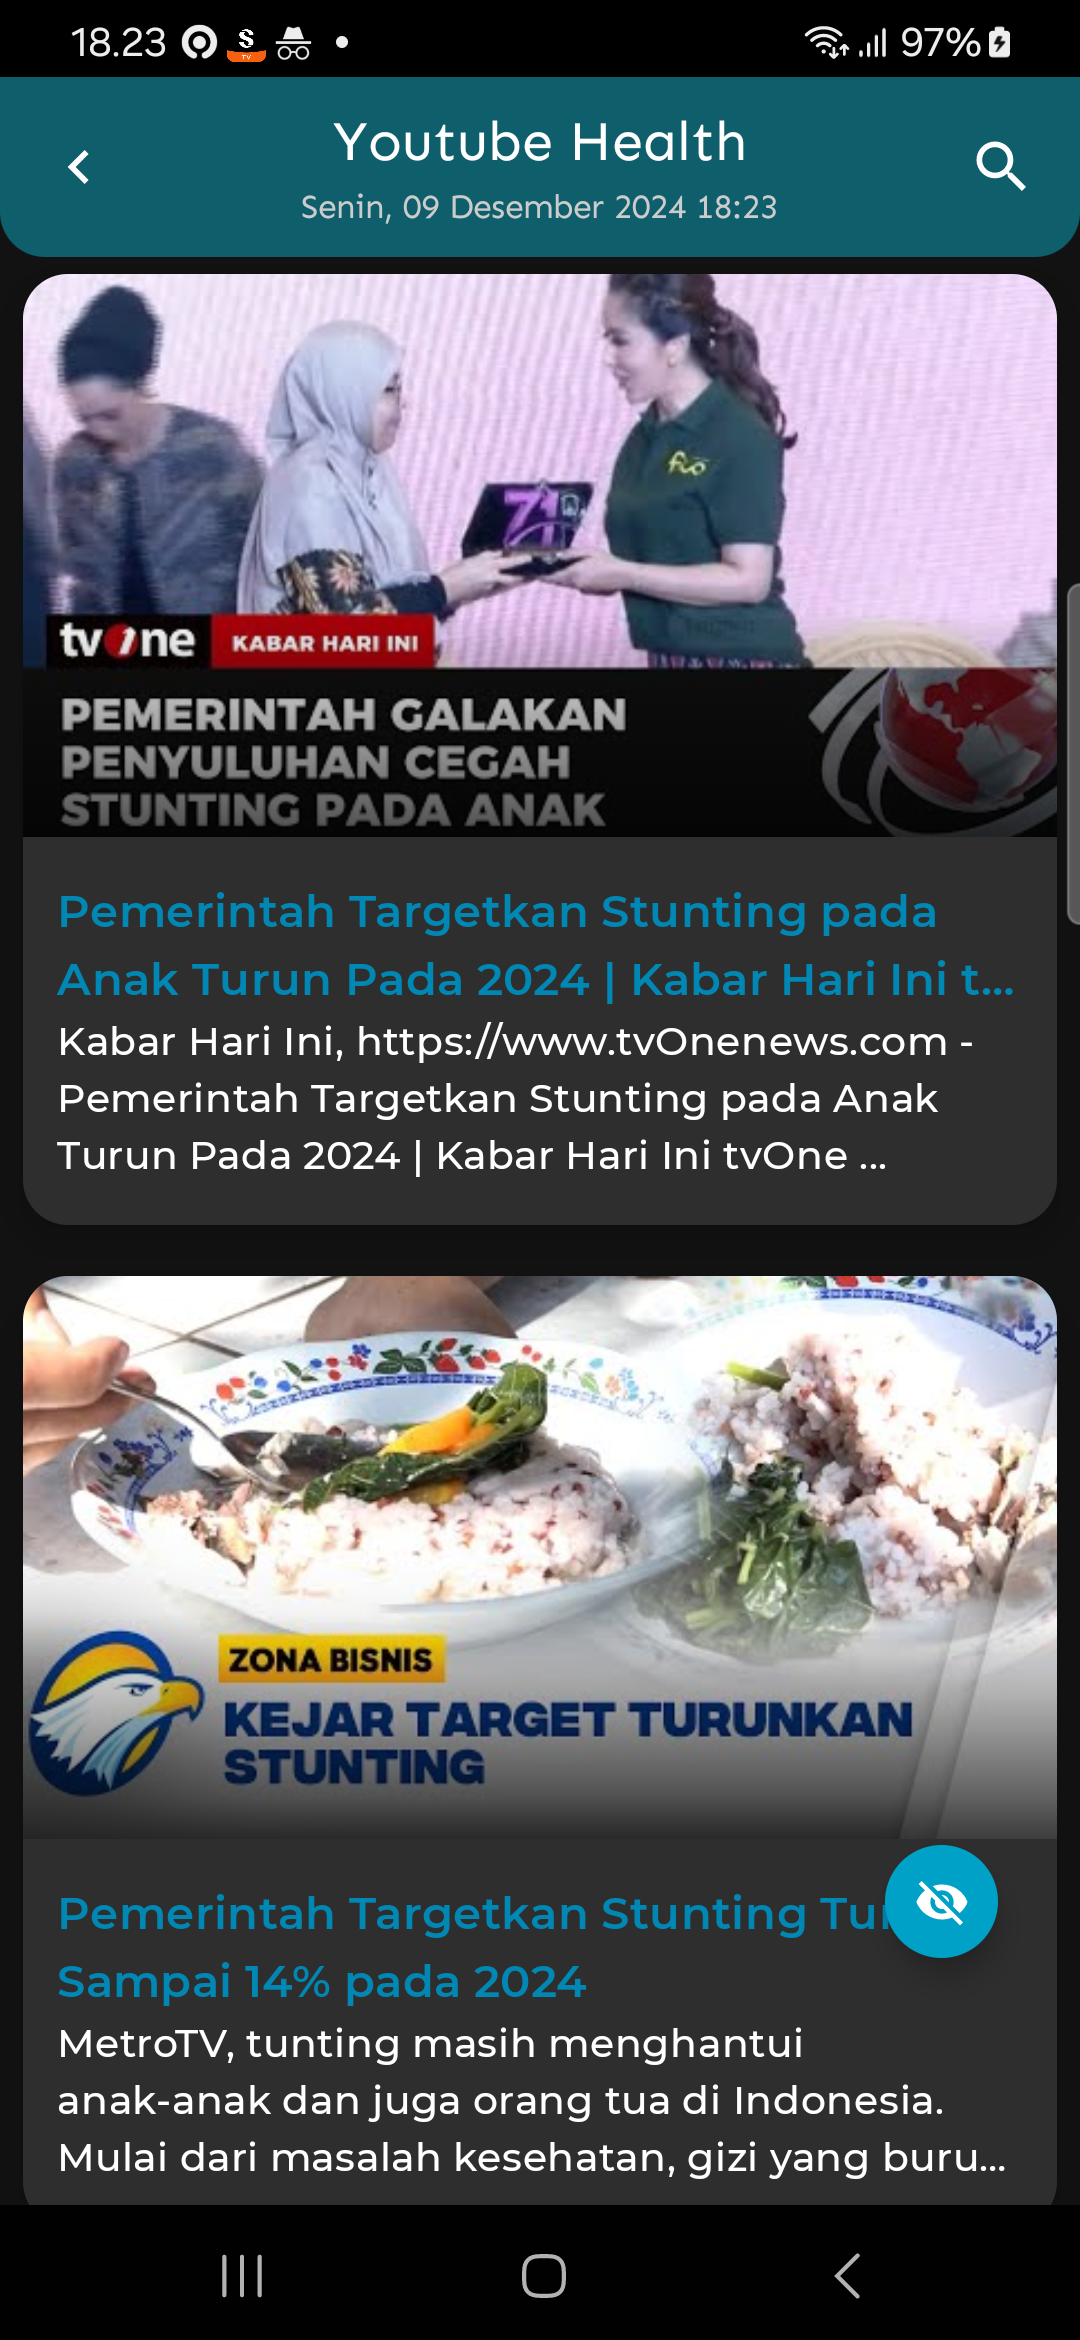 18.23
S
TV
97%
Youtube Health
Senin, 09 Desember 2024 18:23
fvo
71
tvOne KABAR HARI INI
PEMERINTAH GALAKAN
PENYULUHAN CEGAH
STUNTING PADA ANAK
Pemerintah Targetkan Stunting pada
Anak Turun Pada 2024 | Kabar Hari Ini t...
Kabar Hari Ini, https://www.tvOnenews.com -
Pemerintah Targetkan Stunting pada Anak
Turun Pada 2024 | Kabar Hari Ini tvOne ...
ZONA BISNIS
KEJAR TARGET TURUNKAN
STUNTING
Pemerintah Targetkan Stunting Tur
Sampai 14% pada 2024
MetroTV, tunting masih menghantui
anak-anak dan juga orang tua di Indonesia.
Mulai dari masalah kesehatan, gizi yang buru...